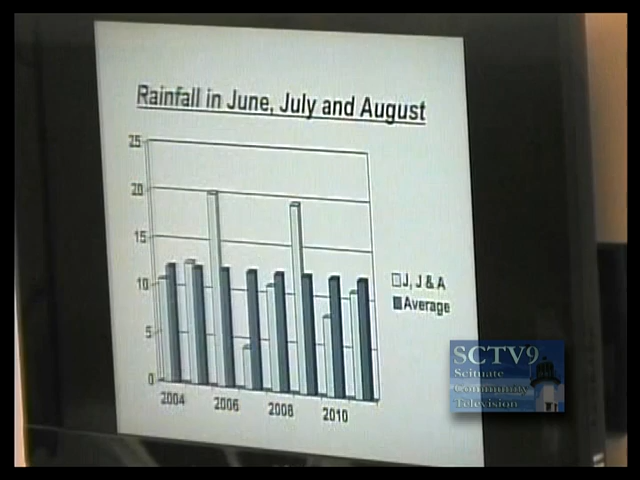 Rainfall in June, July and August
25
20
15
10
5
0
2004 2006 2008 2010
J, J & A
Average
SCTV9
Scituate
Community
Television